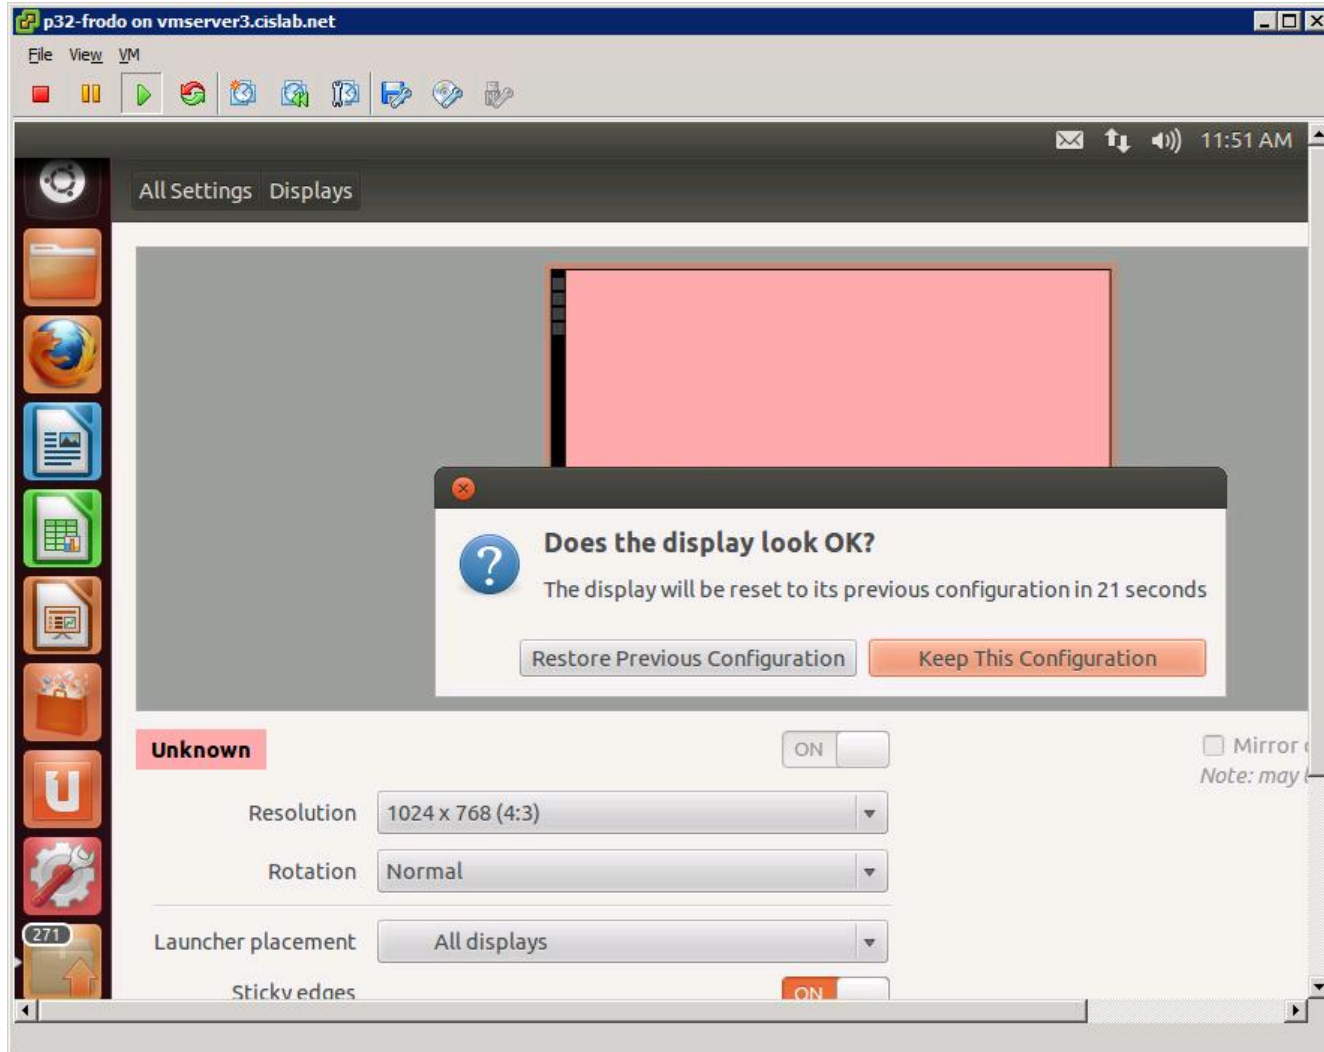 p32-frodo on vmserver3.cislab.net
File View VM
11:51 AM
All Settings Displays
Does the display look OK?
The display will be reset to its previous configuration in 21 seconds
Restore Previous Configuration Keep This Configuration
Unknown ON Mirror
Note: may
Resolution 1024 x 768 (4:3)
Rotation Normal
271
Launcher placement All displays
Sticky edges ON